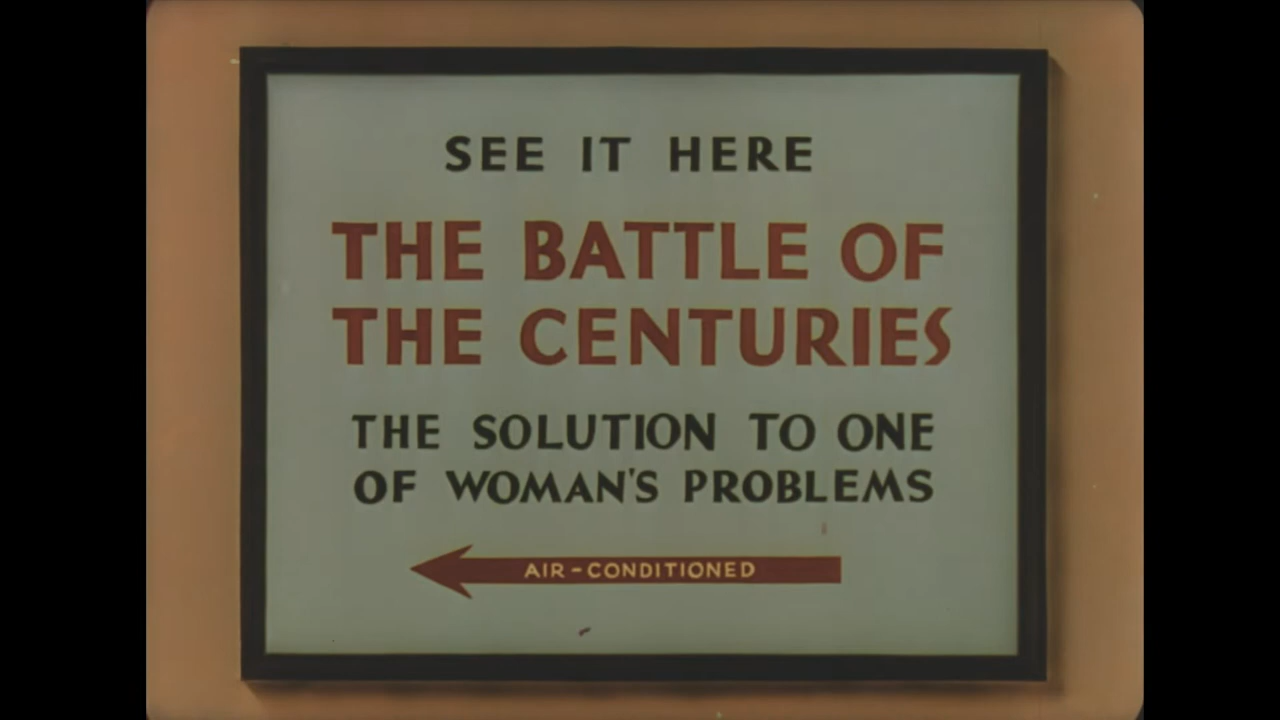 SEE IT HERE
THE BATTLE OF
THE CENTURIES
THE SOLUTION TO ONE
OF WOMAN'S PROBLEMS
AIR-CONDITIONED